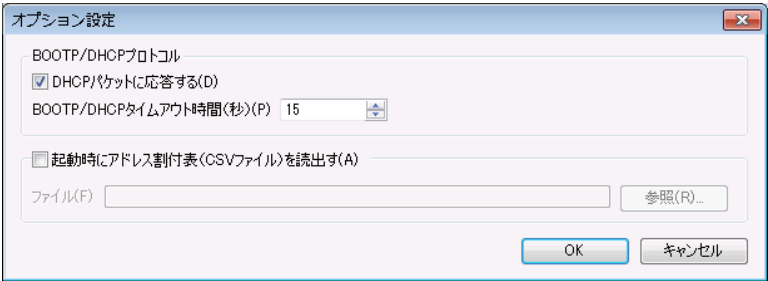 オプション設定
BOOTP/DHCPプロトコル
DHCPパケットに応答する(D)
BOOTP/DHCPタイムアウト時間(秒)(P) 15
起動時にアドレス割付表(CSVファイル)を読出す(A)
ファイル(F) 参照(R)...
OK キャンセル